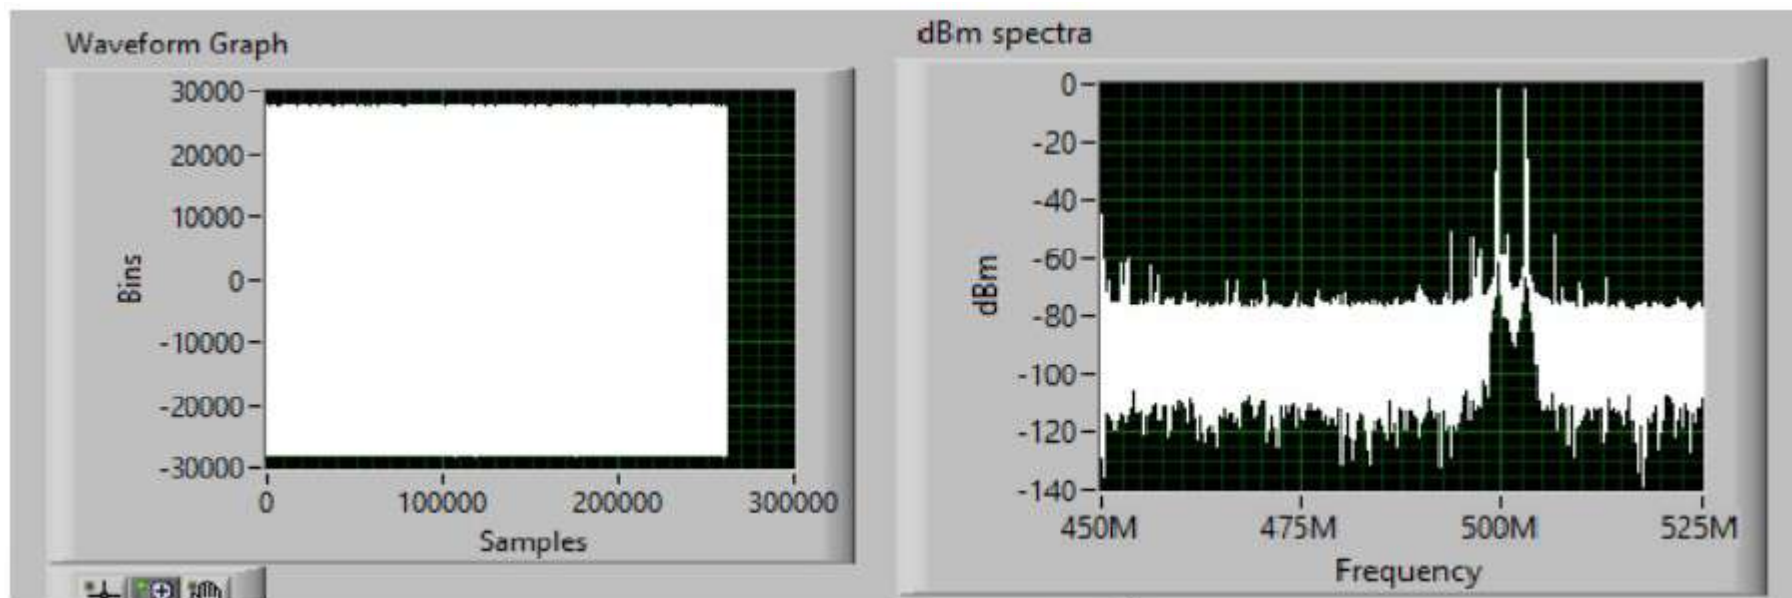 Waveform Graph
30000
20000
10000
0
-10000
-20000
-30000
Bins
0 100000 200000 300000
Samples
dBm spectra
0
-20
-40
-60
-80
-100
-120
-140
dBm
450M 475M 500M 525M
Frequency